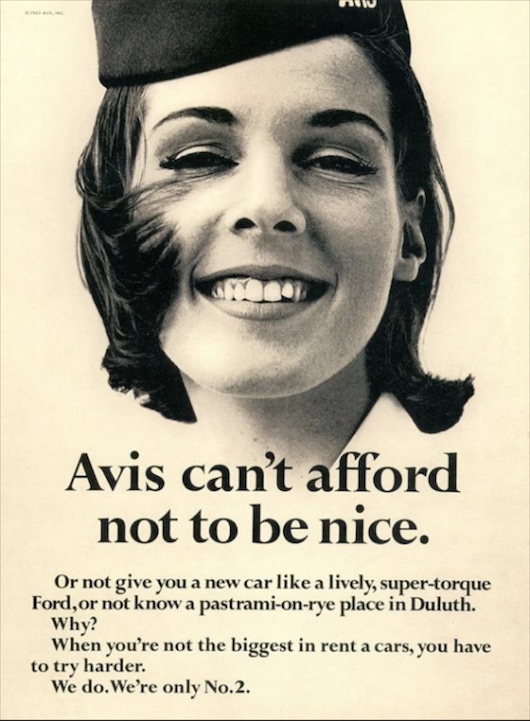 Avis
Avis can't afford
not to be nice.
Or not give you a new car like a lively, super-torque
Ford, or not know a pastrami-on-rye place in Duluth.
Why?
When you're not the biggest in rent a cars, you have
to try harder.
We do. We're only No. 2.